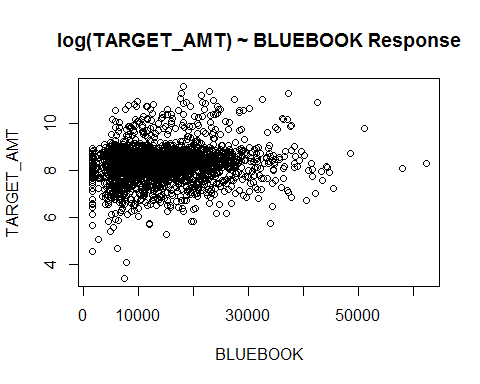 log(TARGET_AMT) ~ BLUEBOOK Response
TARGET_AMT
10
8
6
4
0
10000
30000
50000
BLUEBOOK